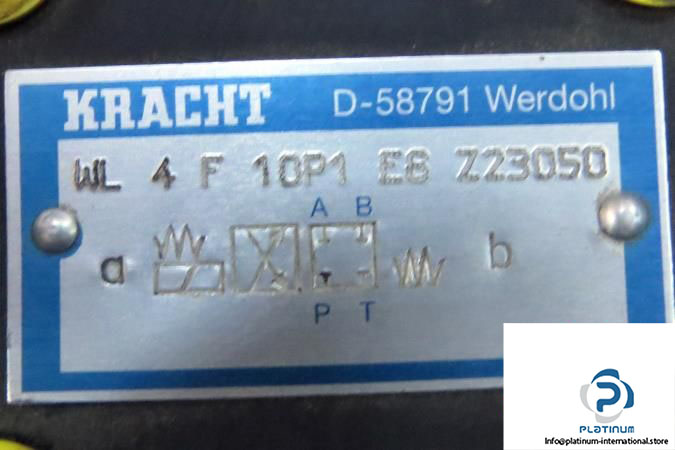 KRACHT D-58791 Werdohl
WL 4 F 10P1 E6 Z23050
A B
a b
P T
PLATINUM
Info@platinum-international.store